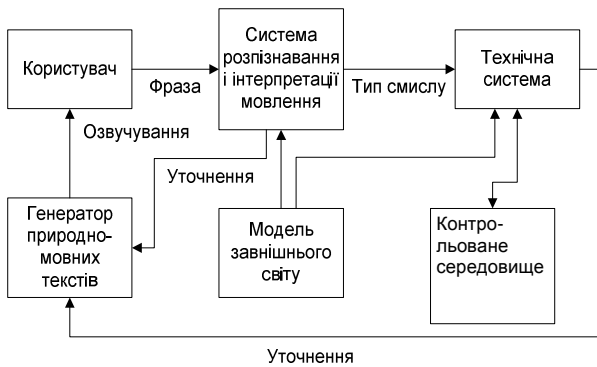 Користувач
Фраза
Система
розпізнавання
і інтерпретації
мовлення
Тип смислу
Технічна
система
Озвучування
Уточнення
Генератор
природно-
мовних
текстів
Модель
завнішнього
світу
Контро-
льоване
середовище
Уточнення